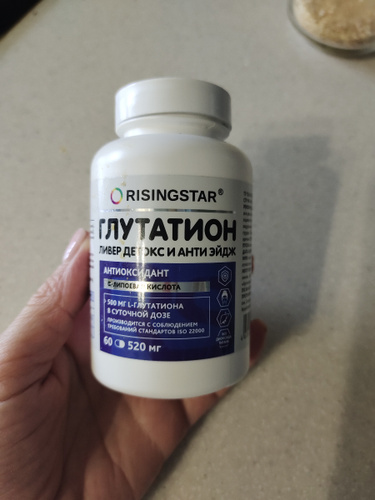 RISINGSTAR®
ГЛУТАТИОН
ЛИВЕР ДЕТОКС И АНТИ ЭЙДЖ
АНТИОКСИДАНТ
ЛИПОЕВАЯ КИСЛОТА
500 МГ L-ГЛУТАТИОНА
В СУТОЧНОЙ ДОЗЕ
ПРОИЗВОДИТСЯ С СОБЛЮДЕНИЕМ
ТРЕБОВАНИЙ СТАНДАРТОВ ISO 22000
60 520 мг